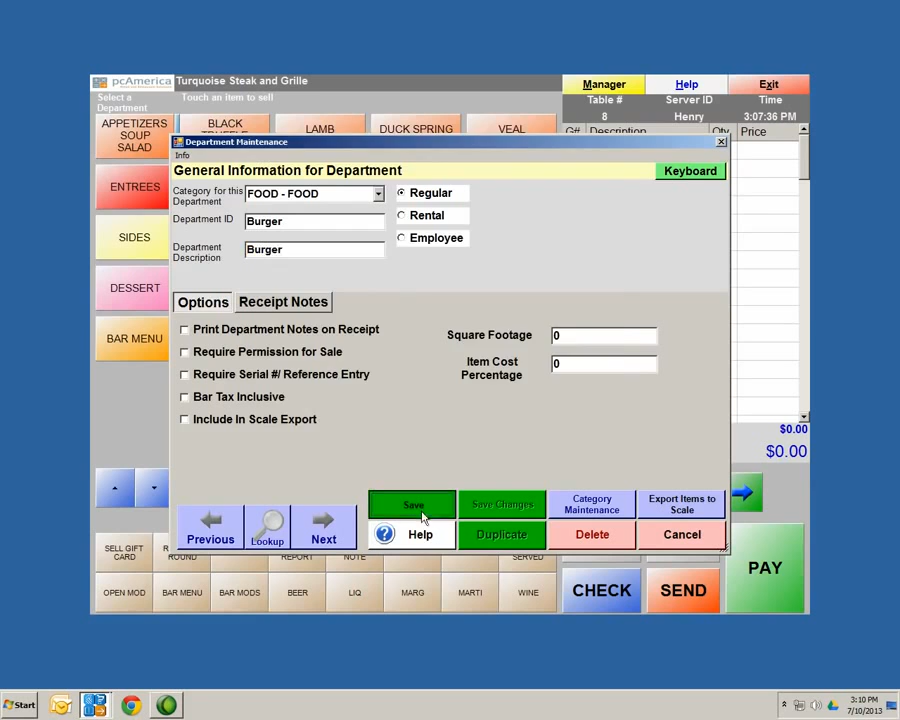 pcAmerica
Turquoise Steak and Grille
Manager
Help
Exit
Select a
Department
Touch an item to sell
Table #
Server ID
Time
8
Henry
3:07:36 PM
APPETIZERS
SOUP
SALAD
BLACK
LAMB
DUCK SPRING
VEAL
G#
Description
Qty
Price
Department Maintenance
Info
General Information for Department
Keyboard
Category for this
Department
FOOD - FOOD
Regular
Department ID
Burger
Rental
Department
Description
Burger
Employee
ENTREES
SIDES
DESSERT
BAR MENU
Options
Receipt Notes
Print Department Notes on Receipt
Require Permission for Sale
Require Serial #/ Reference Entry
Bar Tax Inclusive
Include In Scale Export
Square Footage
0
Item Cost
Percentage
0
$0.00
$0.00
Previous
Lookup
Next
Save
Save Changes
Category
Maintenance
Export Items to
Scale
Help
Duplicate
Delete
Cancel
SELL GIFT
CARD
ROUND
REPORT
NOTE
SERVED
OPEN MOD
BAR MENU
BAR MODS
BEER
LIQ
MARG
MARTI
WINE
CHECK
SEND
PAY
Start
3:10 PM
7/10/2013